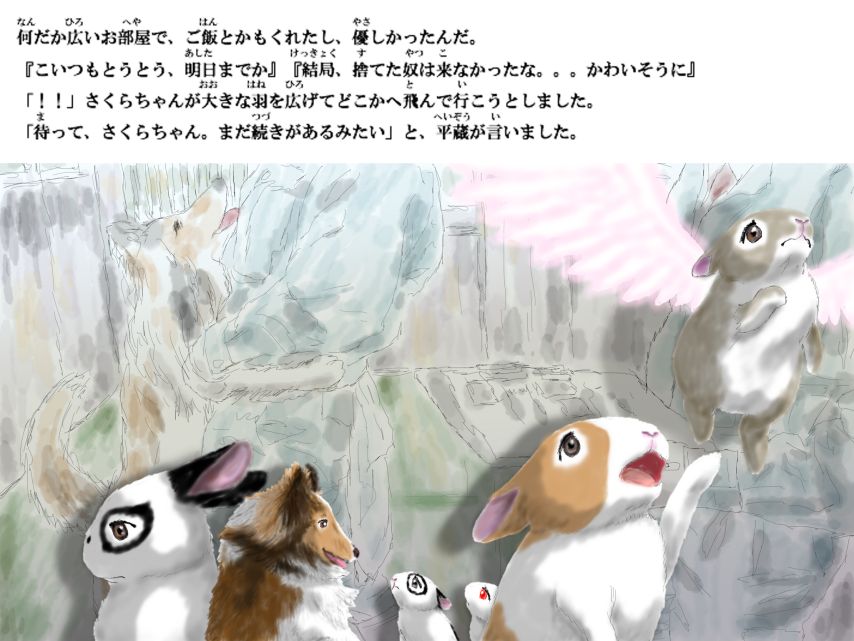 何だか広いお部屋で、ご飯とかもくれたし、優しかったんだ。
『こいつもとうとう、明日までか』『結局、捨てた奴は来なかったな。。。かわいそうに』
「！！」さくらちゃんが大きな羽を広げてどこかへ飛んで行こうとしました。
「待って、さくらちゃん。まだ続きがあるみたい」と、平蔵が言いました。